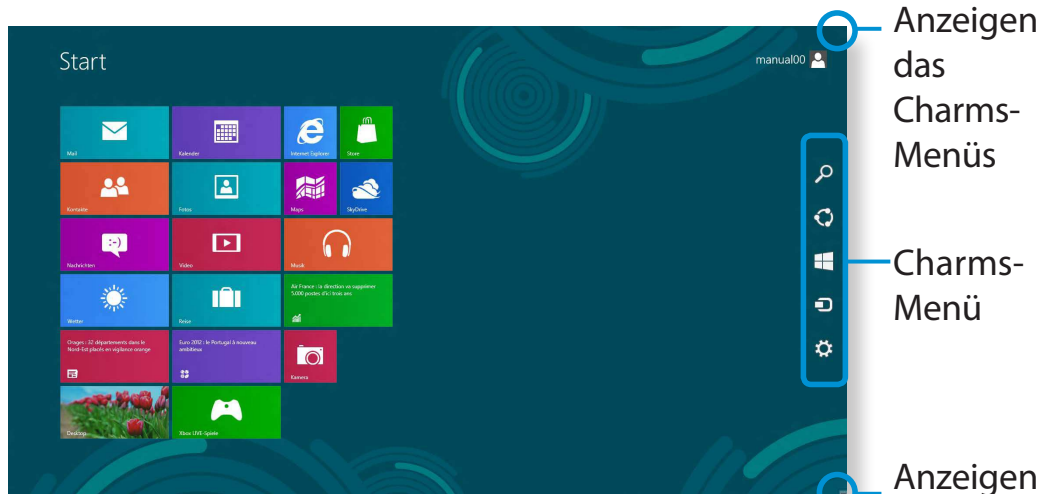 Start
manual00
Mail
Kalender
Internet Explorer
Store
Kontakte
Fotos
Maps
SkyDrive
Nachrichten
Video
Musik
Wetter
Reise
Air France : la direction va supprimer
5.000 postes d'ici trois ans
Orages : 32 départements dans le
Nord-Est placés en vigilance orange
Euro 2012 : le Portugal à nouveau
ambitieux
Kamera
Desktop
Xbox LIVE-Spiele
Anzeigen
das
Charms-
Menüs
Charms-
Menü
Anzeigen